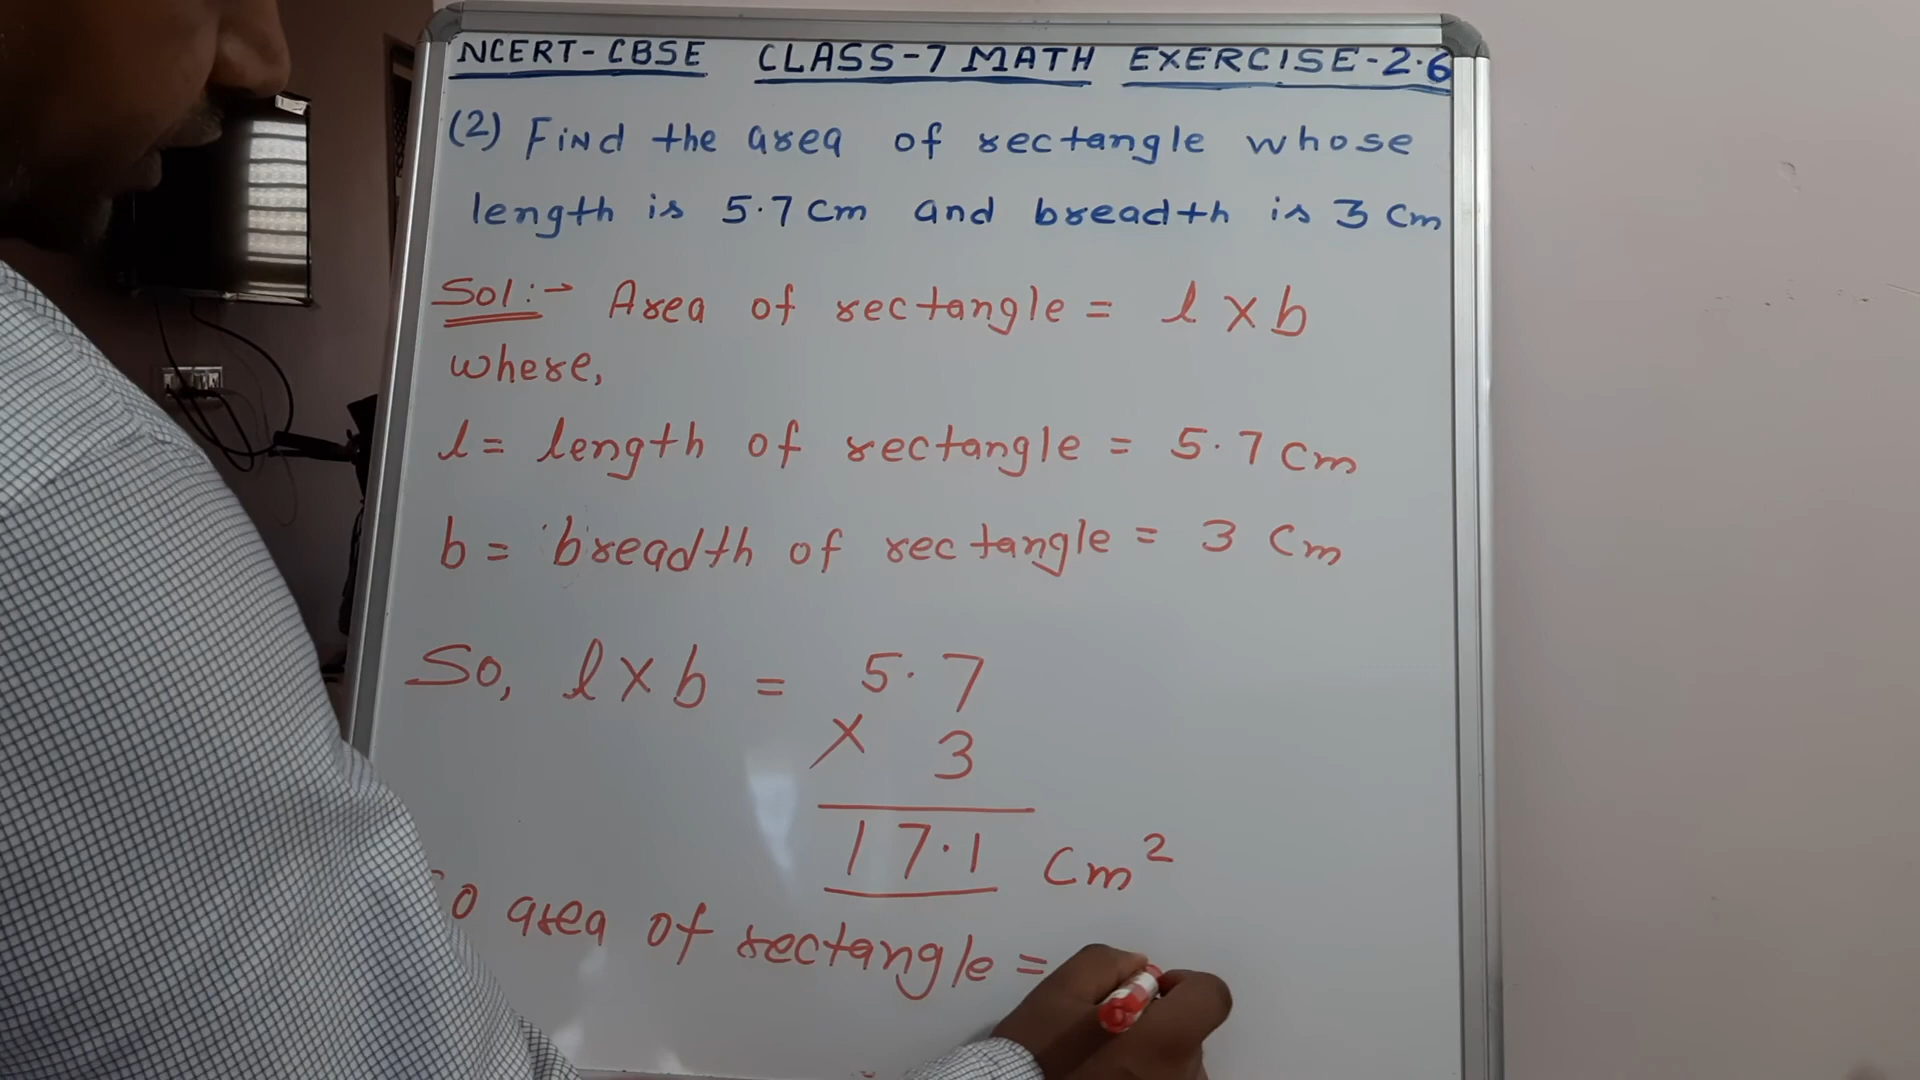 NCERT-CBSE CLASS-7 MATH EXERCISE-2.6
(2) Find the area of rectangle whose
length is 5.7 cm and breadth is 3 cm
Sol:→ Area of rectangle = l × b
where,
l = length of rectangle = 5.7 cm
b = breadth of rectangle = 3 cm
So, l × b = 5.7
× 3
17.1 cm²
area of rectangle =